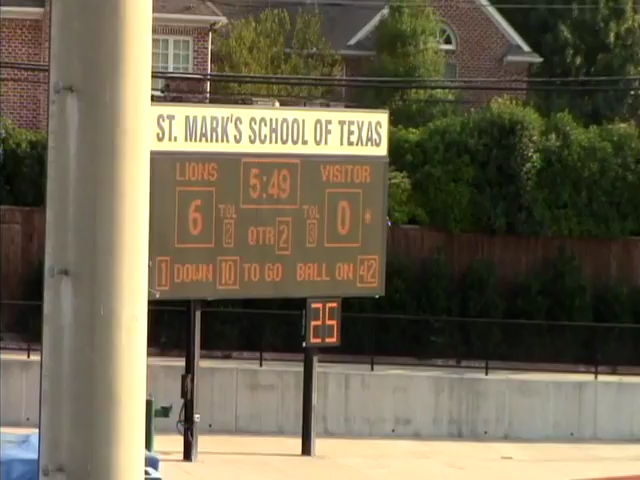 ST. MARK'S SCHOOL OF TEXAS
LIONS 5:49 VISITOR
6 TOL 2 QTR 2 TOL 3 0
1 DOWN 10 TO GO BALL ON 42
25